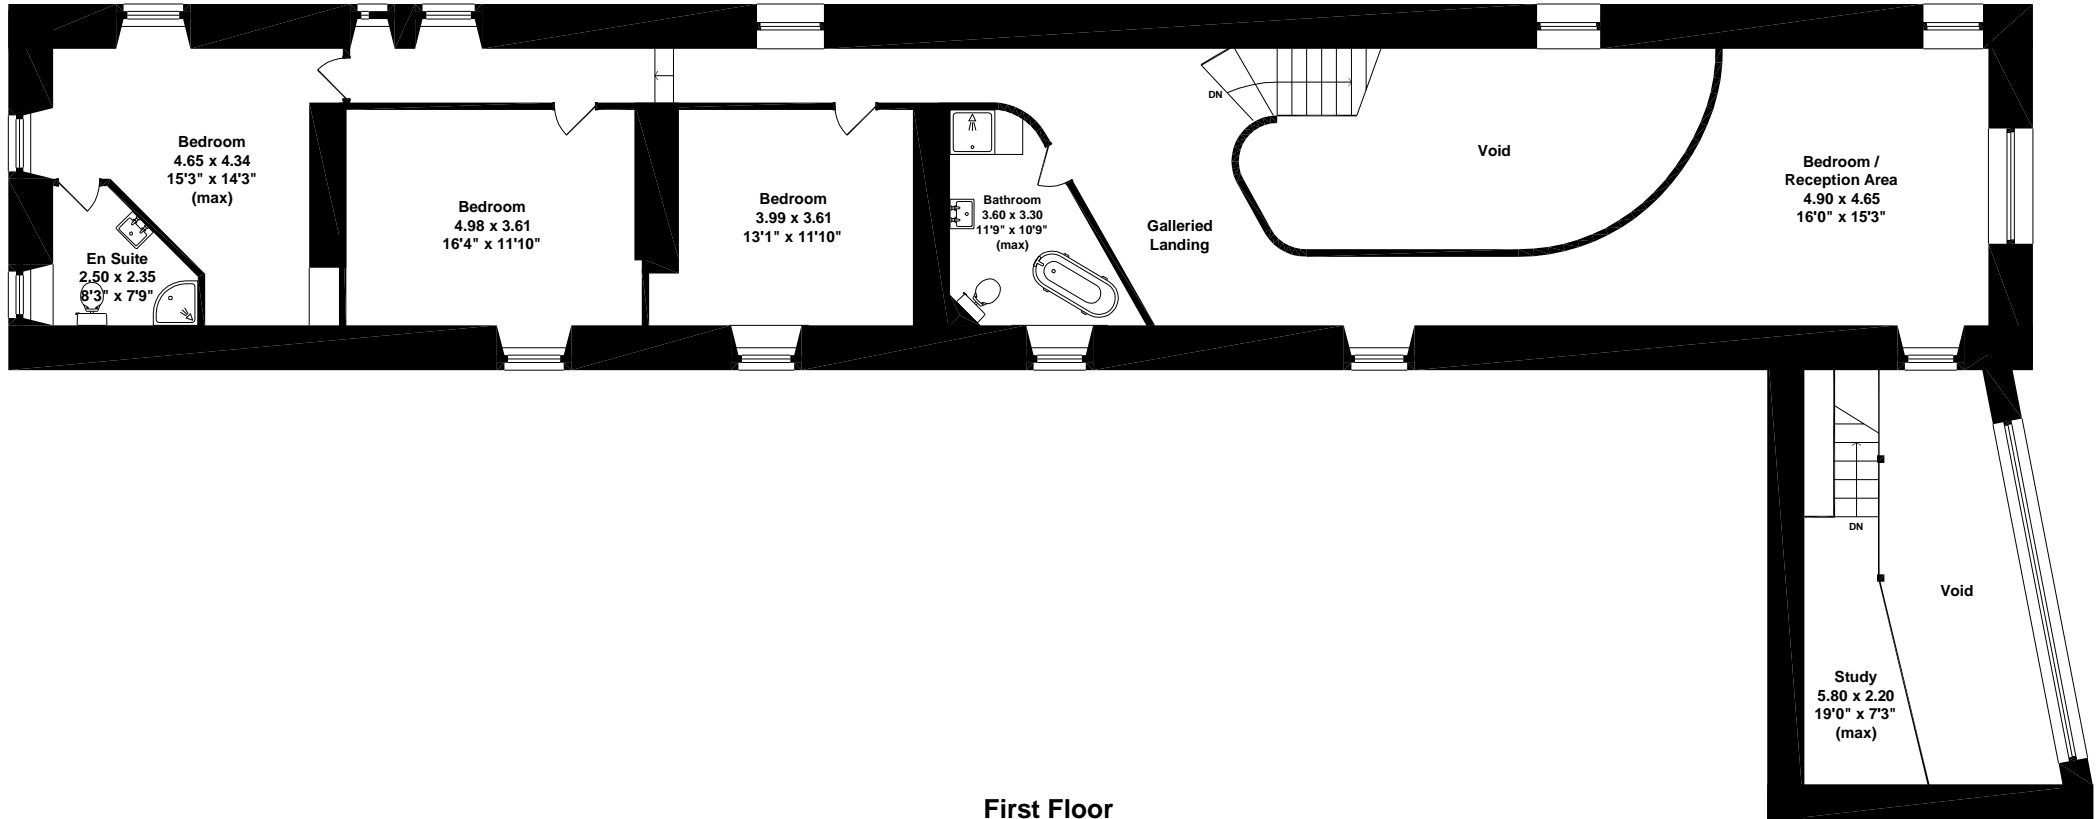 Bedroom
4.65 x 4.34
15'3" x 14'3"
(max)
En Suite
2.50 x 2.35
8'3" x 7'9"
Bedroom
4.98 x 3.61
16'4" x 11'10"
Bedroom
3.99 x 3.61
13'1" x 11'10"
Bathroom
3.60 x 3.30
11'9" x 10'9"
(max)
Galleried
Landing
DN
Void
Bedroom /
Reception Area
4.90 x 4.65
16'0" x 15'3"
DN
Void
Study
5.80 x 2.20
19'0" x 7'3"
(max)
First Floor